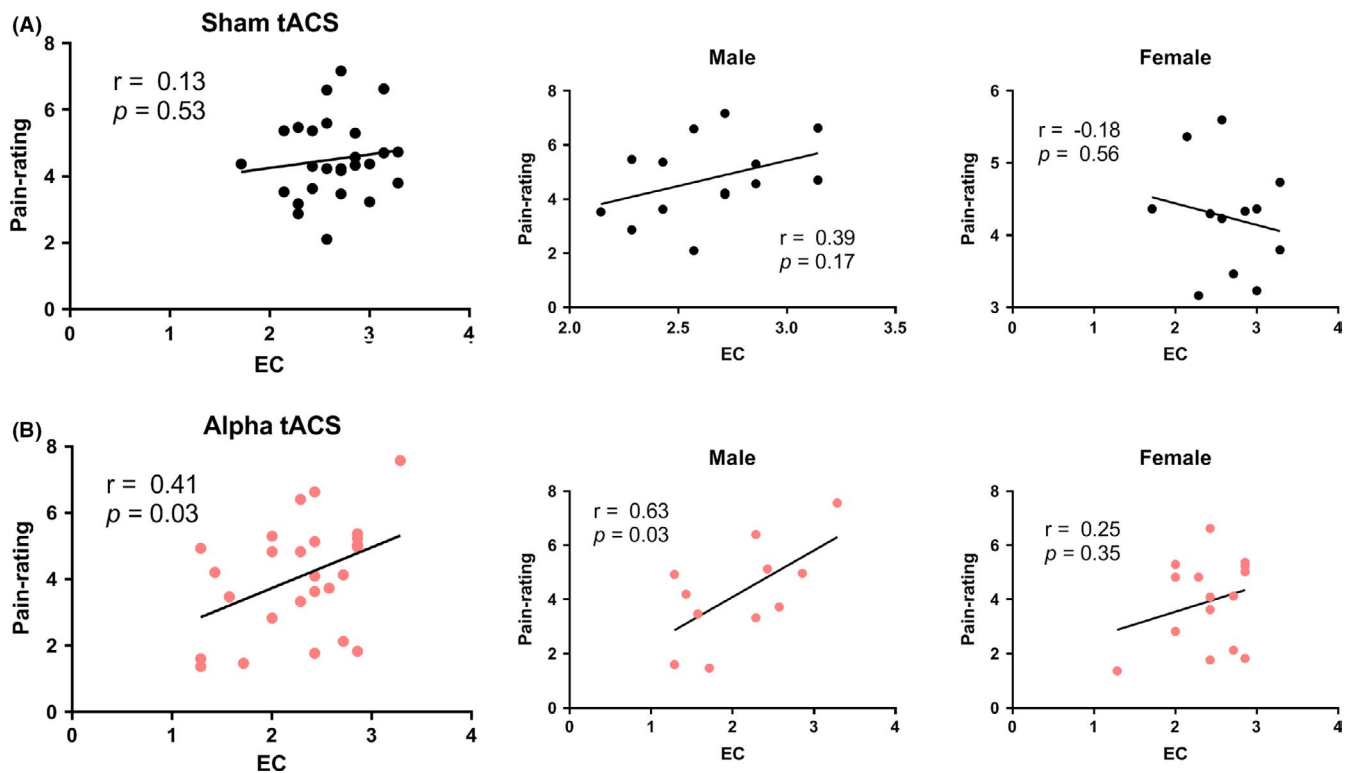 (A)
Sham tACS
r = 0.13
p = 0.53
Pain-rating
8
6
4
2
0
0 1 2 3 4
EC
Male
Pain-rating
8
6
4
2
0
r = 0.39
p = 0.17
2.0 2.5 3.0 3.5
EC
Female
r = -0.18
p = 0.56
Pain-rating
6
5
4
3
0 1 2 3 4
EC
(B)
Alpha tACS
r = 0.41
p = 0.03
Pain-rating
8
6
4
2
0
0 1 2 3 4
EC
Male
r = 0.63
p = 0.03
Pain-rating
8
6
4
2
0
0 1 2 3 4
EC
Female
r = 0.25
p = 0.35
Pain-rating
8
6
4
2
0
0 1 2 3 4
EC